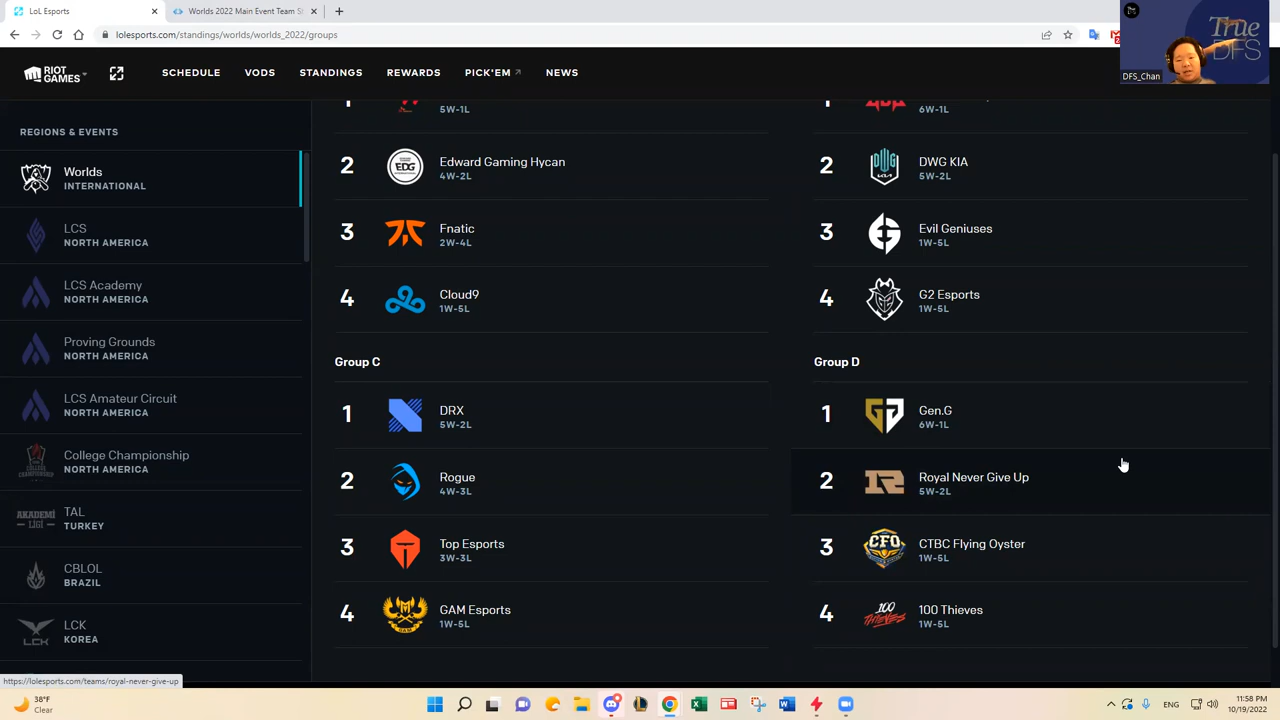 LoL Esports
Worlds 2022 Main Event Team St
lolesports.com/standings/worlds/worlds_2022/groups
True
DFS
DFS_Chan
RIOT
GAMES
SCHEDULE
VODS
STANDINGS
REWARDS
PICK'EM
NEWS
REGIONS & EVENTS
Worlds
INTERNATIONAL
LCS
NORTH AMERICA
LCS Academy
NORTH AMERICA
Proving Grounds
NORTH AMERICA
LCS Amateur Circuit
NORTH AMERICA
College Championship
NORTH AMERICA
TAL
TURKEY
CBLOL
BRAZIL
LCK
KOREA
5W-1L
2
Edward Gaming Hycan
4W-2L
3
Fnatic
2W-4L
4
Cloud9
1W-5L
6W-1L
2
DWG KIA
5W-2L
3
Evil Geniuses
1W-5L
4
G2 Esports
1W-5L
Group C
1
DRX
5W-2L
2
Rogue
4W-3L
3
Top Esports
3W-3L
4
GAM Esports
1W-5L
Group D
1
Gen.G
6W-1L
2
Royal Never Give Up
5W-2L
3
CTBC Flying Oyster
1W-5L
4
100 Thieves
1W-5L
https://lolesports.com/teams/royal-never-give-up
38°F
Clear
ENG
11:58 PM
10/19/2022